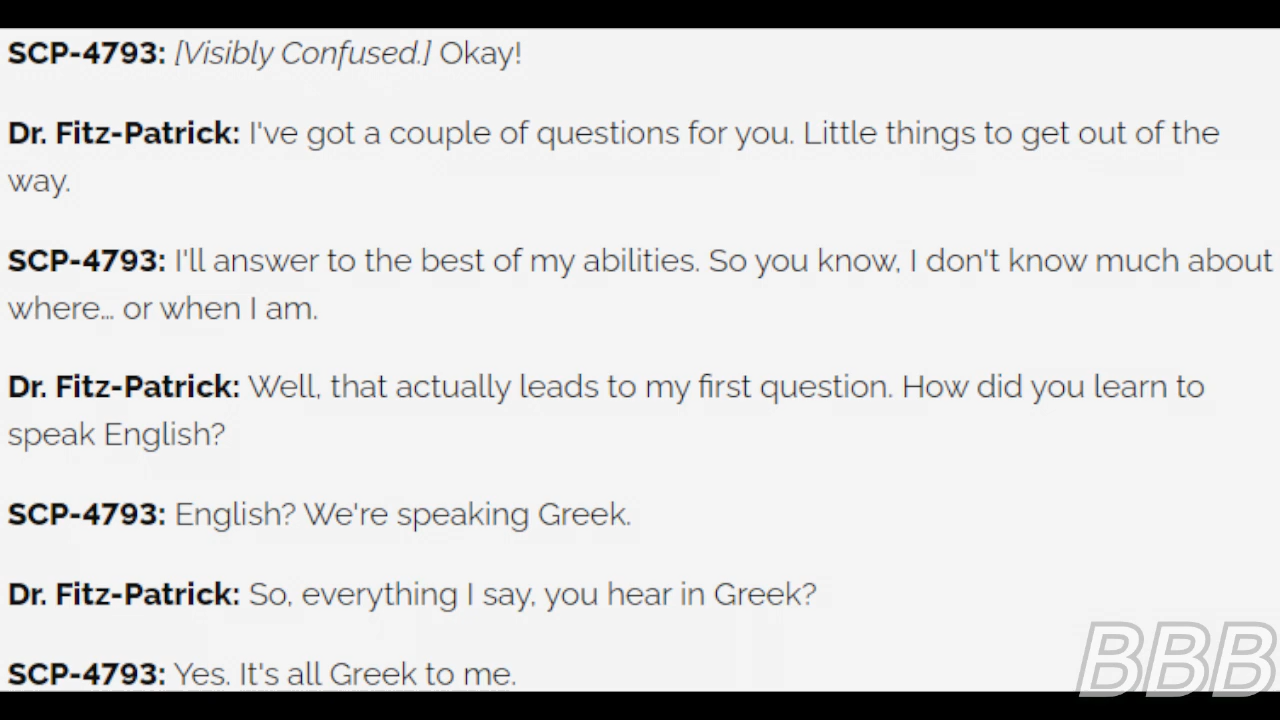 SCP-4793: [Visibly Confused.] Okay!
Dr. Fitz-Patrick: I've got a couple of questions for you. Little things to get out of the
way.
SCP-4793: I'll answer to the best of my abilities. So you know, I don't know much about
where... or when I am.
Dr. Fitz-Patrick: Well, that actually leads to my first question. How did you learn to
speak English?
SCP-4793: English? We're speaking Greek.
Dr. Fitz-Patrick: So, everything I say, you hear in Greek?
SCP-4793: Yes. It's all Greek to me.
BBB